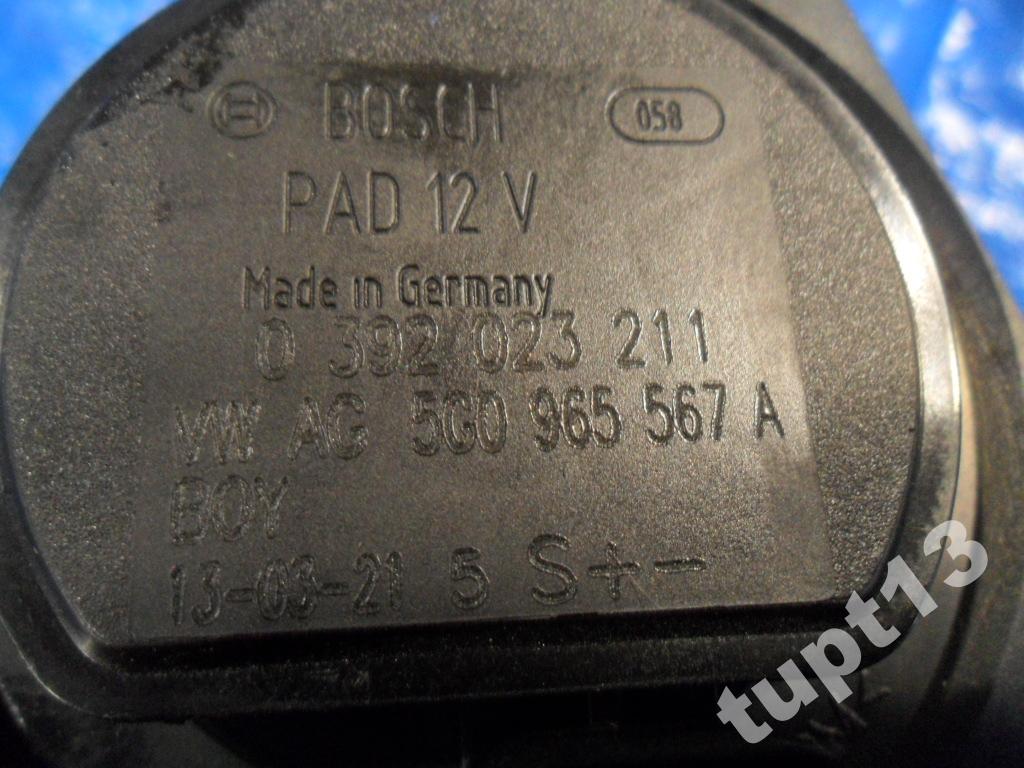 BOSCH 058
PAD 12 V
Made in Germany
0 392 023 211
VW AG 5G0 965 567 A
BOY
13-03-21 5 S+-
tupt13